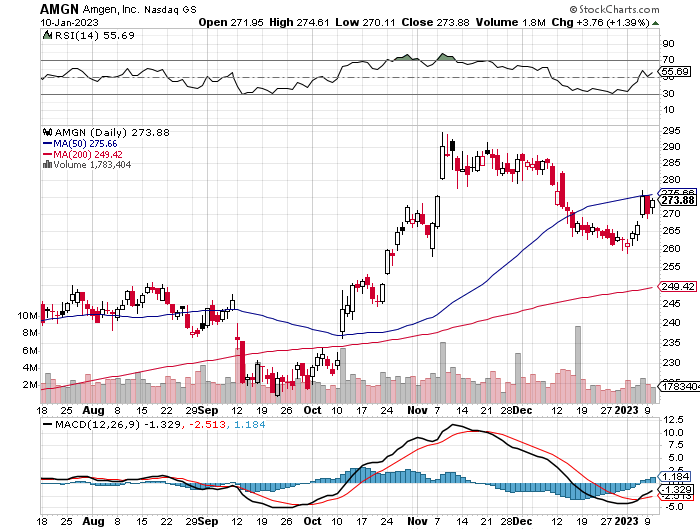 AMGN Amgen, Inc. Nasdaq GS © StockCharts.com
10-Jan-2023 Open 271.95 High 274.61 Low 270.11 Close 273.88 Volume 1.8M Chg +3.76 (+1.39%)
RSI(14) 55.69
90
70
55.69
50
30
10
AMGN (Daily) 273.88
MA(50) 275.66
MA(200) 249.42
Volume 1,783,404
295
290
285
280
275.66
273.88
270
265
260
255
249.42
245
10M 240
8M 235
6M
230
4M
2M
1783404
18 25 Aug 8 15 22 29 Sep 12 19 26 Oct 10 17 24 Nov 7 14 21 28 Dec 12 19 27 2023 9
MACD(12,26,9) -1.329, -2.513, 1.184
12.5
10.0
7.5
5.0
2.5
1.184
-1.329
-2.513
-5.0
18 25 Aug 8 15 22 29 Sep 12 19 26 Oct 10 17 24 Nov 7 14 21 28 Dec 12 19 27 2023 9